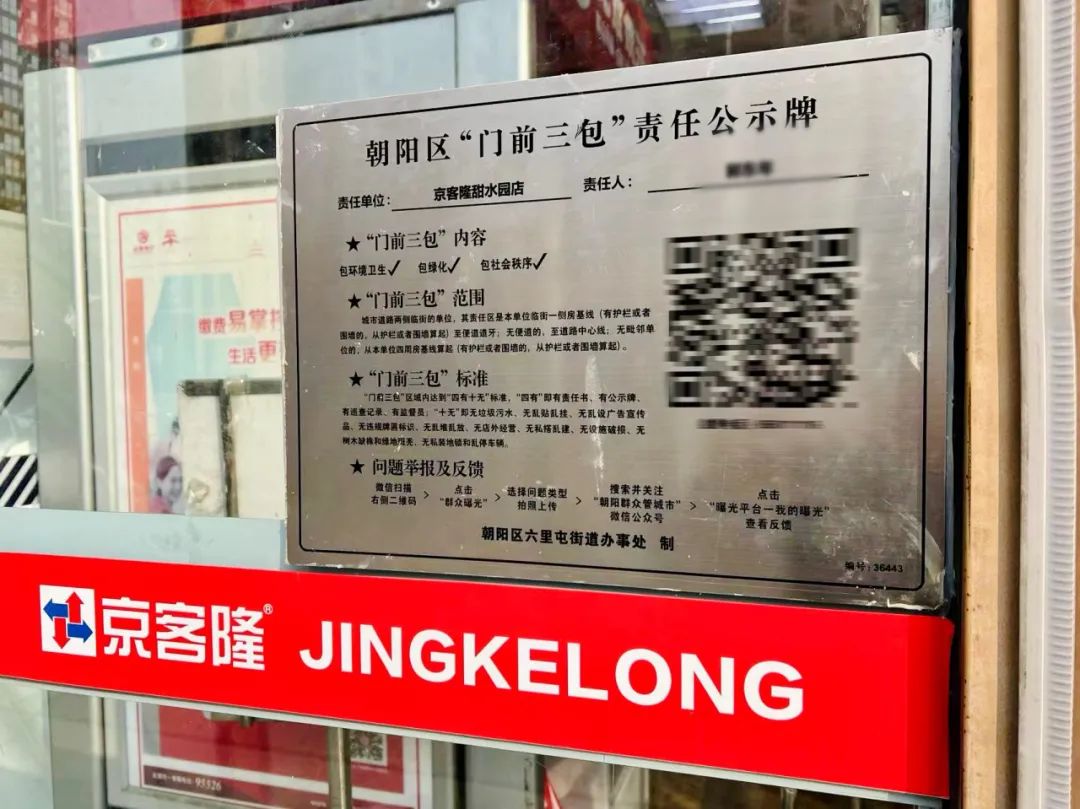 朝阳区“门前三包”责任公示牌
责任单位： 京客隆甜水园店 责任人：
★“门前三包”内容
包环境卫生✓ 包绿化✓ 包社会秩序✓
★“门前三包”范围
城市道路两侧临街的单位，其责任区是本单位临街一侧房基线（有护栏或者
围墙的，从护栏或者围墙算起）至便道道牙；无便道的，至道路中心线；无毗邻单
位的，从本单位四周房基线算起（有护栏或者围墙的，从护栏或者围墙算起）。
★“门前三包”标准
“门前三包”区域内达到“四有十无”标准，“四有”即有责任书、有公示牌、
有巡查记录、有监督员；“十无”即无垃圾污水、无乱贴乱挂、无乱设广告宣传
品、无违规牌匾标识、无乱堆乱放、无店外经营、无私搭乱建、无设施破损、无
树木缺株和绿地斑秃、无私装地锁和乱停车辆。
★ 问题举报及反馈
微信扫描 右侧二维码 > 点击 “群众曝光” > 选择问题类型 拍照上传 > 搜索并关注 “朝阳群众管城市” 微信公众号 > 点击 “曝光平台一我的曝光” 查看反馈
朝阳区六里屯街道办事处 制
编号：36443
缴费易掌控
生活更
京客隆® JINGKELONG
95526